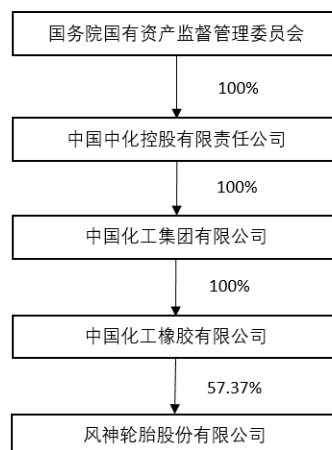 国务院国有资产监督管理委员会
100%
中国中化控股有限责任公司
100%
中国化工集团有限公司
100%
中国化工橡胶有限公司
57.37%
风神轮胎股份有限公司